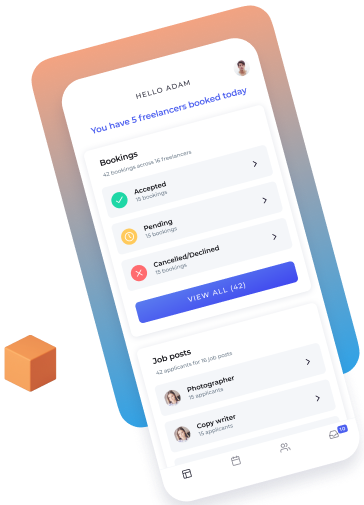 HELLO ADAM
You have 5 freelancers booked today
Bookings
42 bookings across 16 freelancers
Accepted
15 bookings
Pending
15 bookings
Cancelled/Declined
15 bookings
VIEW ALL (42)
Job posts
42 applicants for 16 job posts
Photographer
15 applicants
Copy writer
15 applicants
10